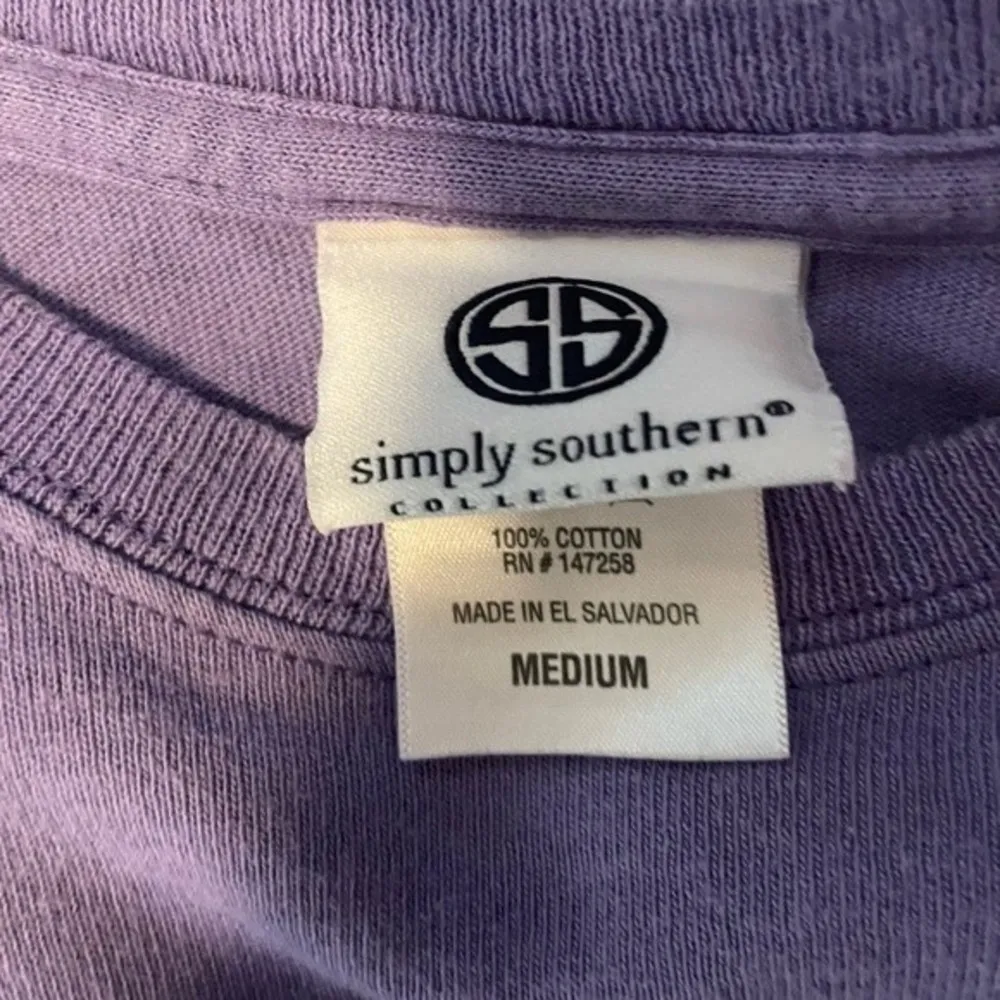 SS
simply southern®
COLLECTION
100% COTTON
RN # 147258
MADE IN EL SALVADOR
MEDIUM